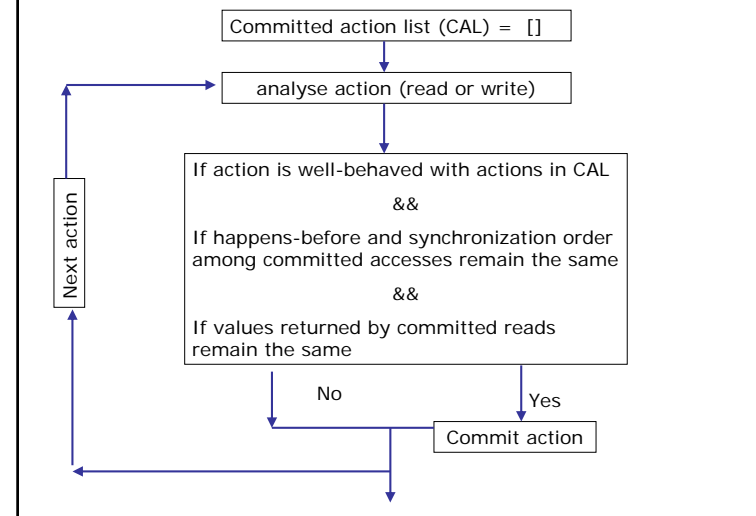 Committed action list (CAL) = []
analyse action (read or write)
If action is well-behaved with actions in CAL
&&
If happens-before and synchronization order
among committed accesses remain the same
&&
If values returned by committed reads
remain the same
Next action
No
Yes
Commit action